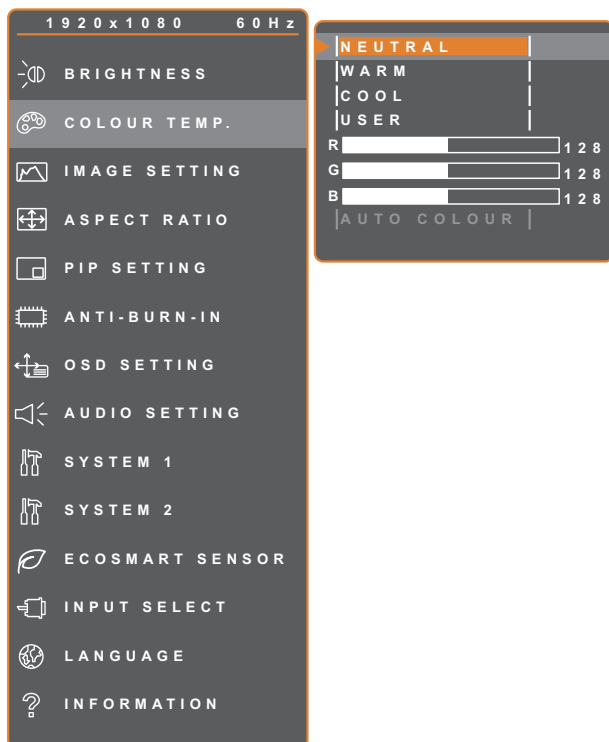 1920x1080 60Hz
BRIGHTNESS
COLOUR TEMP.
IMAGE SETTING
ASPECT RATIO
PIP SETTING
ANTI-BURN-IN
OSD SETTING
AUDIO SETTING
SYSTEM 1
SYSTEM 2
ECOSMART SENSOR
INPUT SELECT
LANGUAGE
INFORMATION
NEUTRAL
WARM
COOL
USER
R 128
G 128
B 128
AUTO COLOUR